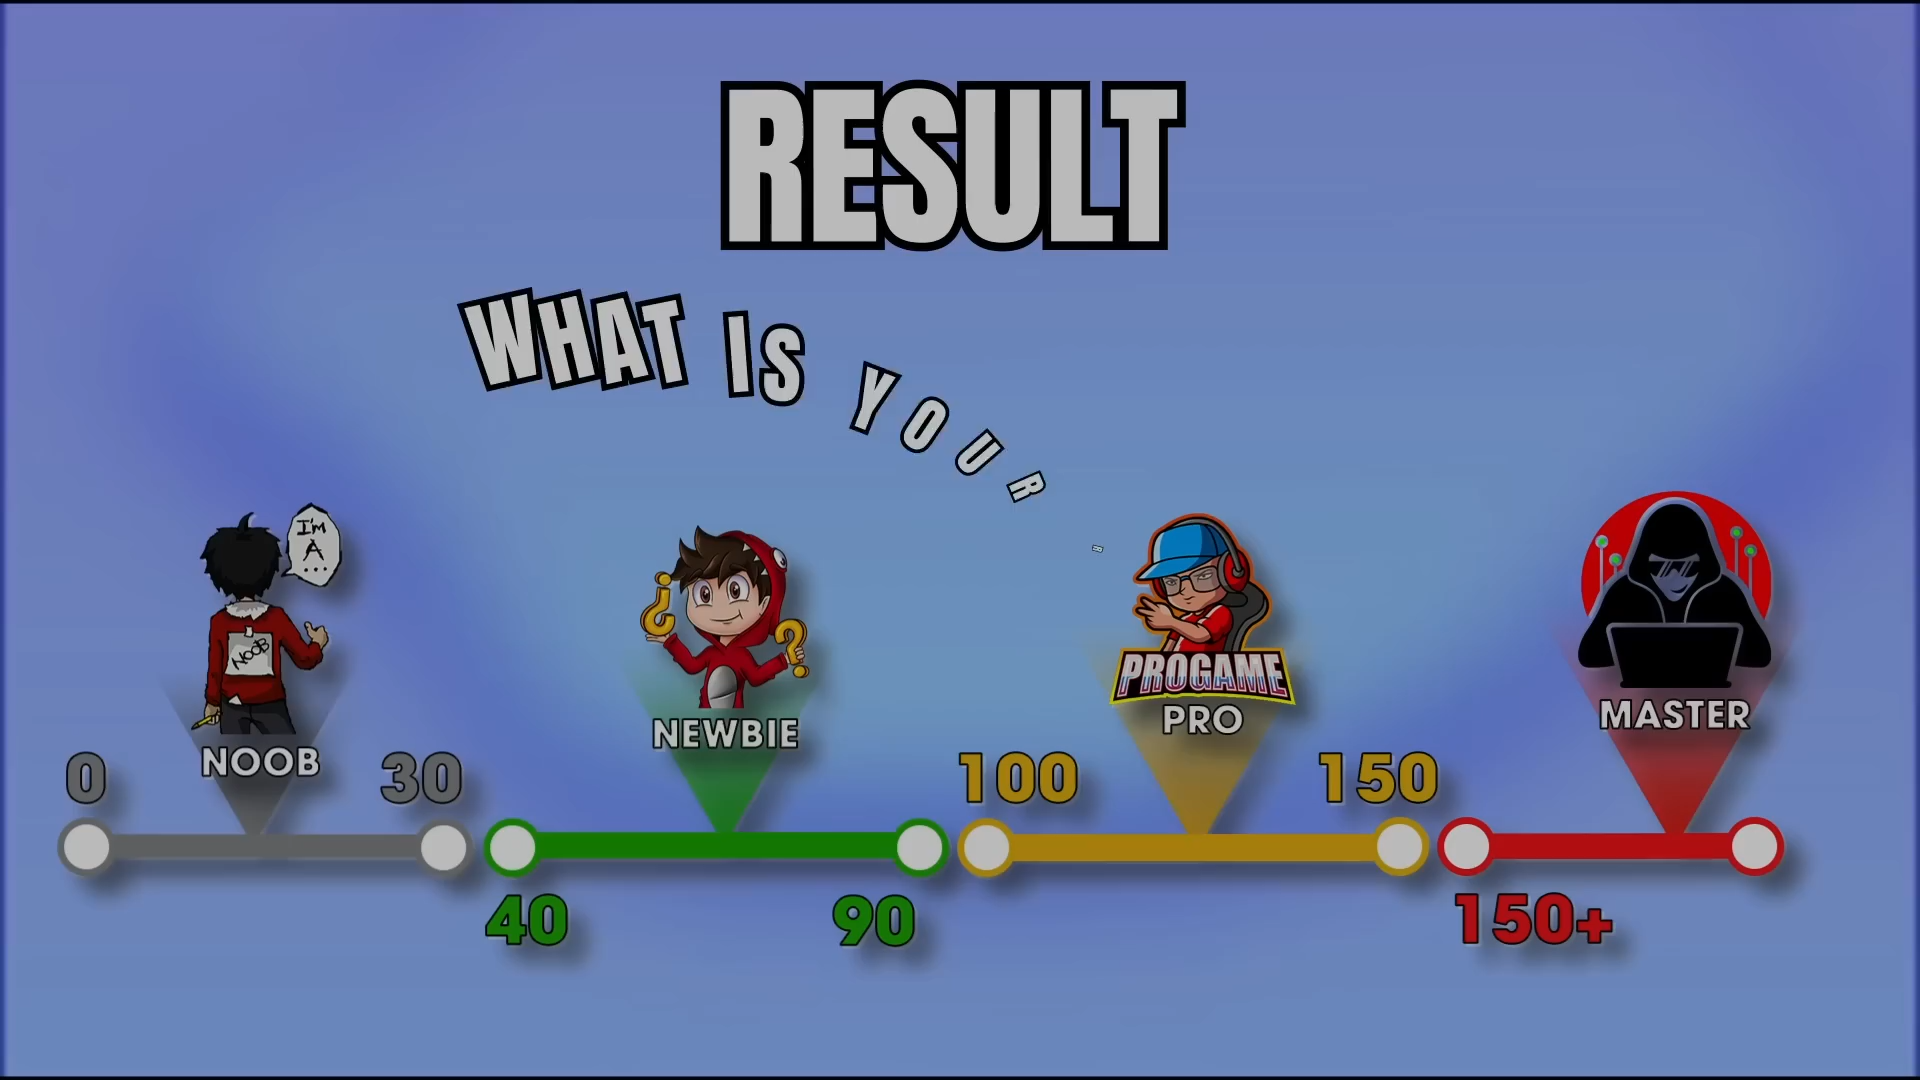 RESULT
WHAT IS YOUR
I'm
A
...
NOOB
PROGAME
NOOB
NEWBIE
PRO
MASTER
0
30
100
150
40
90
150+